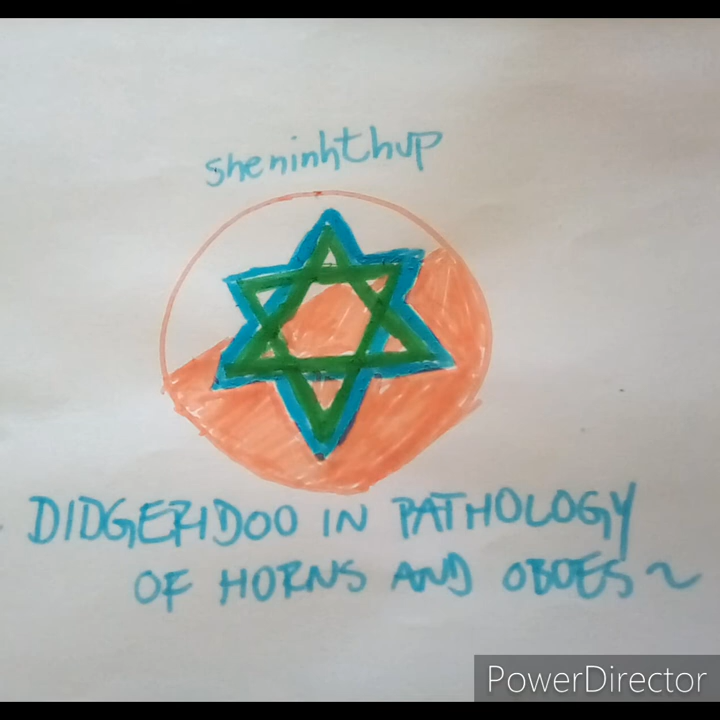 sheninhthup
DIDGERIDOO IN PATHOLOGY
OF HORNS AND OBOES ~
PowerDirector